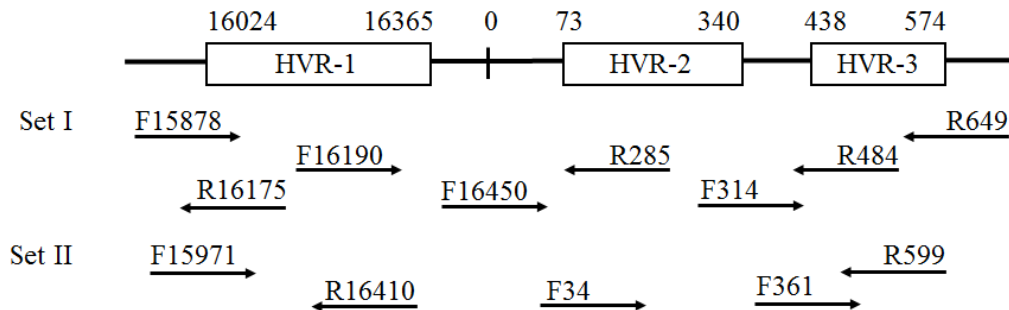 16024 16365 0 73 340 438 574
HVR-1 HVR-2 HVR-3
Set I F15878 R649
F16190 R285 R484
R16175 F16450 F314
Set II F15971 R599
R16410 F34 F361